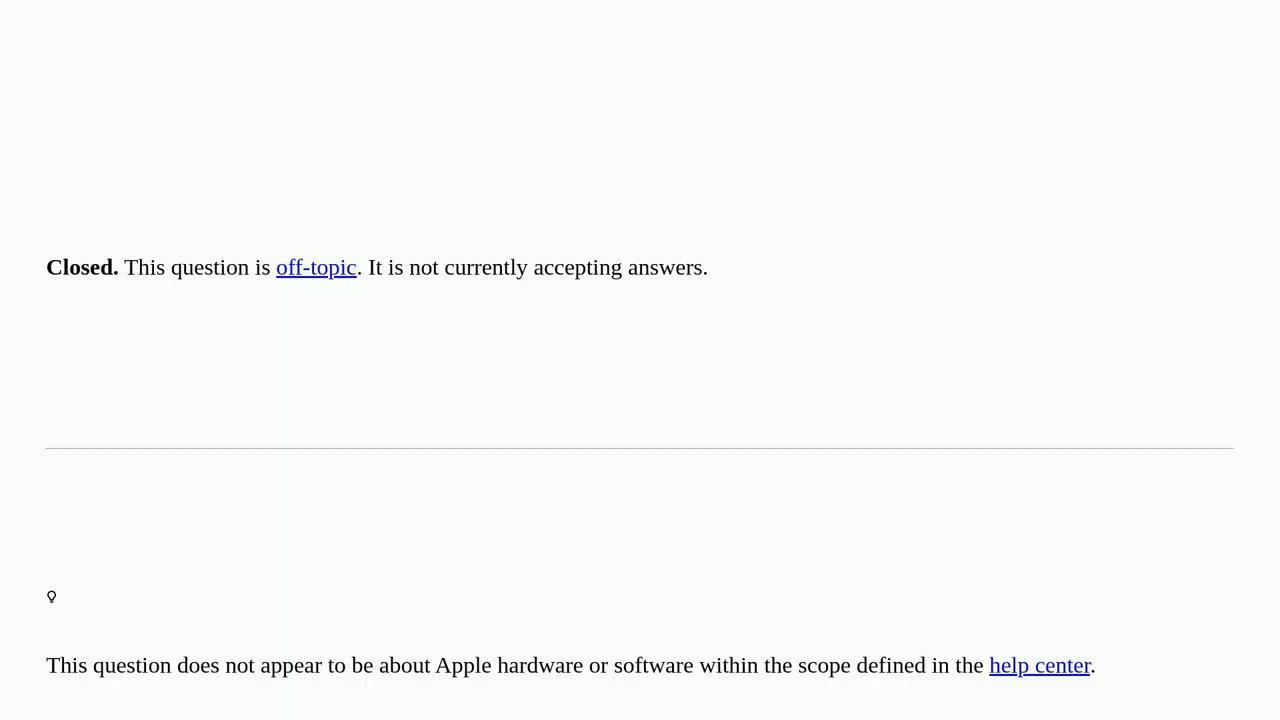 Closed. This question is off-topic. It is not currently accepting answers.
This question does not appear to be about Apple hardware or software within the scope defined in the help center.